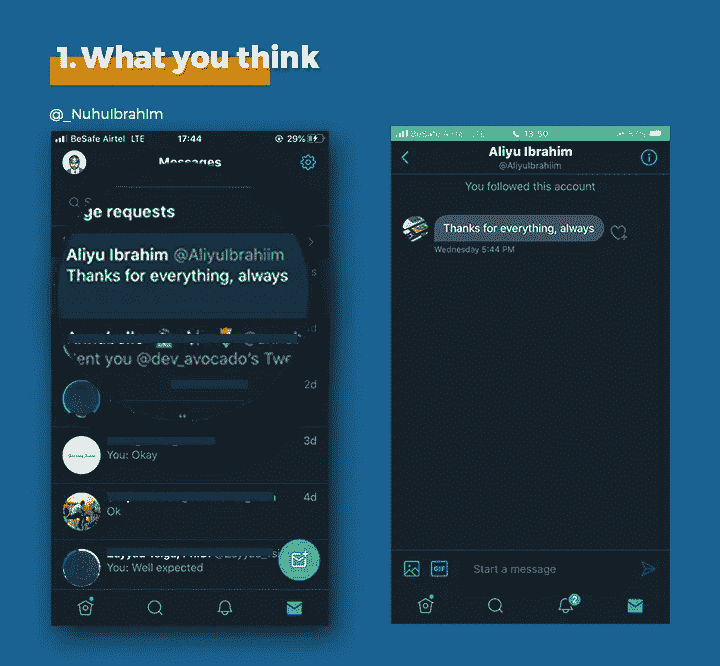 1. What you think
@_NuhuIbrahIm
BeSafe Airtel LTE 17:44 29%
Messages
ge requests
Aliyu Ibrahim @AliyuIbrahiim
Thanks for everything, always
ent you @dev_avocado's Twe
2d
3d
You: Okay
4d
Ok
You: Well expected
BeSafe Airtel LTE 13:50 57%
Aliyu Ibrahim
@AliyuIbrahiim
You followed this account
Thanks for everything, always
Wednesday 5:44 PM
GIF
Start a message
2